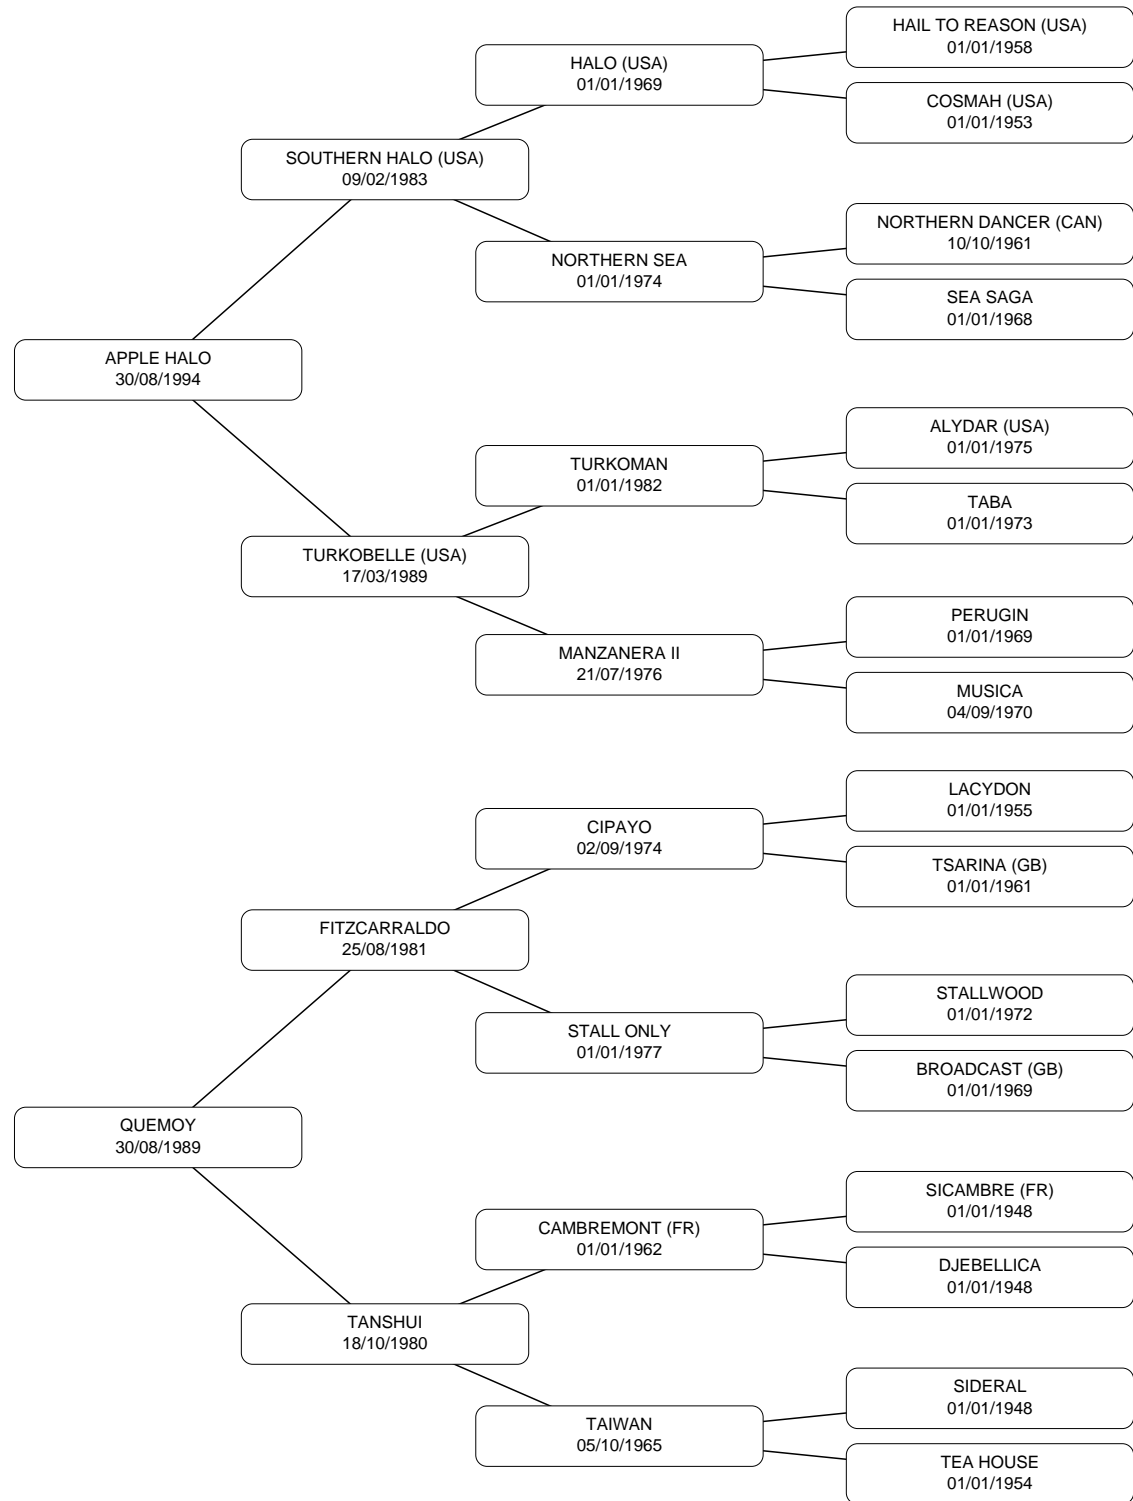 HAIL TO REASON (USA)
01/01/1958
HALO (USA)
01/01/1969
COSMAH (USA)
01/01/1953
SOUTHERN HALO (USA)
09/02/1983
NORTHERN DANCER (CAN)
10/10/1961
NORTHERN SEA
01/01/1974
SEA SAGA
01/01/1968
APPLE HALO
30/08/1994
ALYDAR (USA)
01/01/1975
TURKOMAN
01/01/1982
TABA
01/01/1973
TURKOBELLE (USA)
17/03/1989
PERUGIN
01/01/1969
MANZANERA II
21/07/1976
MUSICA
04/09/1970
LACYDON
01/01/1955
CIPAYO
02/09/1974
TSARINA (GB)
01/01/1961
FITZCARRALDO
25/08/1981
STALLWOOD
01/01/1972
STALL ONLY
01/01/1977
BROADCAST (GB)
01/01/1969
QUEMOY
30/08/1989
SICAMBRE (FR)
01/01/1948
CAMBREMONT (FR)
01/01/1962
DJEBELLICA
01/01/1948
TANSHUI
18/10/1980
SIDERAL
01/01/1948
TAIWAN
05/10/1965
TEA HOUSE
01/01/1954